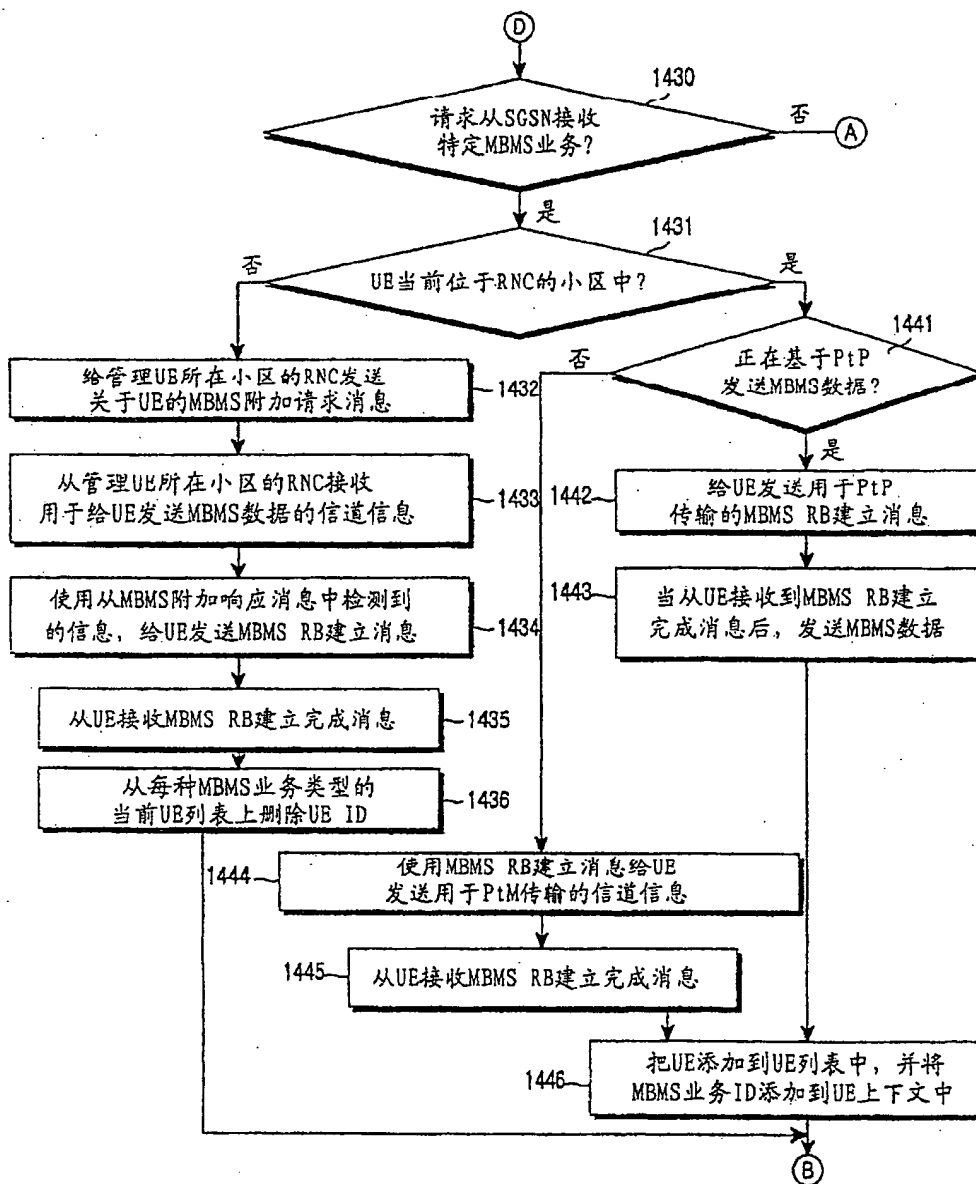 D
1430
请求从SGSN接收
特定MBMS业务?
否
A
是
1431
否
UE当前位于RNC的小区中?
是
1441
否
正在基于PtP
发送MBMS数据?
给管理UE所在小区的RNC发送
关于UE的MBMS附加请求消息
1432
是
从管理UE所在小区的RNC接收
用于给UE发送MBMS数据的信道信息
1433
1442
给UE发送用于PtP
传输的MBMS RB建立消息
使用从MBMS附加响应消息中检测到
的信息，给UE发送MBMS RB建立消息
1434
1443
当从UE接收到MBMS RB建立
完成消息后，发送MBMS数据
从UE接收MBMS RB建立完成消息
1435
从每种MBMS业务类型的
当前UE列表上删除UE ID
1436
1444
使用MBMS RB建立消息给UE
发送用于PtM传输的信道信息
1445
从UE接收MBMS RB建立完成消息
1446
把UE添加到UE列表中，并将
MBMS业务ID添加到UE上下文中
B